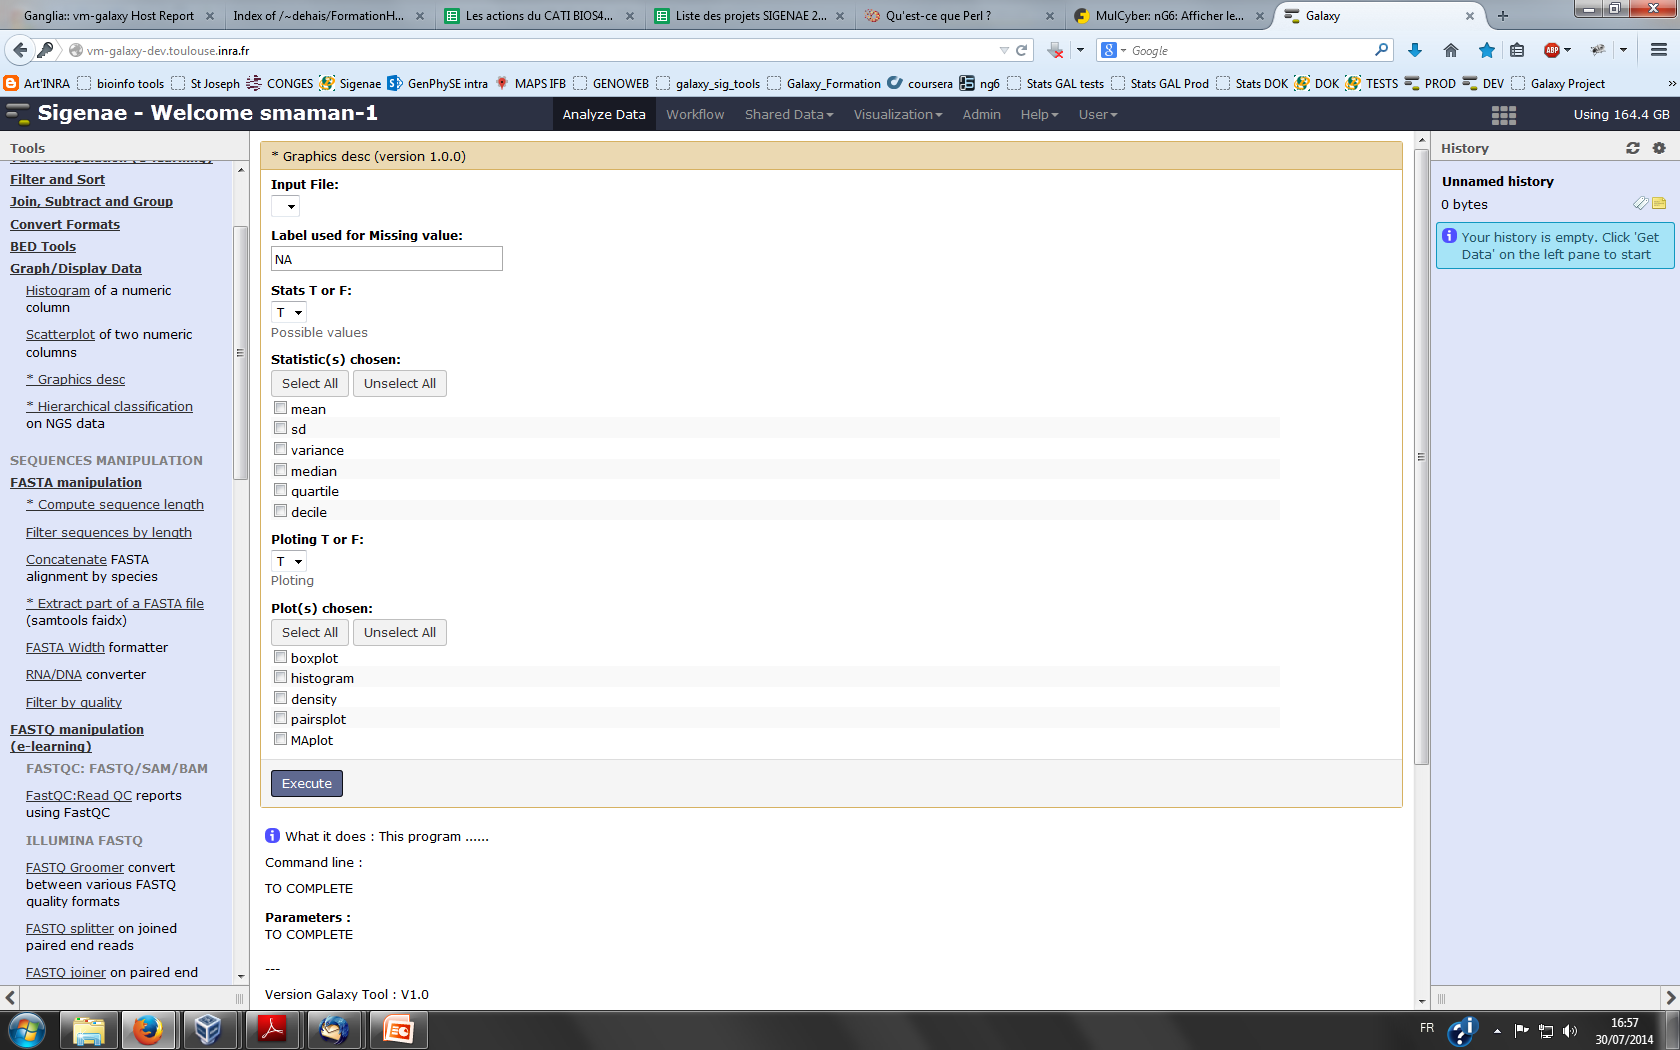 Ganglia:: vm-galaxy Host Report
Index of /~dehais/FormationH...
Les actions du CATI BIOS4...
Liste des projets SIGENAE 2...
Qu'est-ce que Perl ?
MulCyber: nG6: Afficher le...
Galaxy
vm-galaxy-dev.toulouse.inra.fr
Google
Art'INRA
bioinfo tools
St Joseph
CONGES
Sigenae
GenPhySE intra
MAPS IFB
GENOWEB
galaxy_sig_tools
Galaxy_Formation
coursera
ng6
Stats GAL tests
Stats GAL Prod
Stats DOK
DOK
TESTS
PROD
DEV
Galaxy Project
Sigenae - Welcome smaman-1
Analyze Data
Workflow
Shared Data
Visualization
Admin
Help
User
Using 164.4 GB
Tools
Filter and Sort
Join, Subtract and Group
Convert Formats
BED Tools
Graph/Display Data
Histogram of a numeric
column
Scatterplot of two numeric
columns
* Graphics desc
* Hierarchical classification
on NGS data
SEQUENCES MANIPULATION
FASTA manipulation
* Compute sequence length
Filter sequences by length
Concatenate FASTA
alignment by species
* Extract part of a FASTA file
(samtools faidx)
FASTA Width formatter
RNA/DNA converter
Filter by quality
FASTQ manipulation
(e-learning)
FASTQC: FASTQ/SAM/BAM
FastQC:Read QC reports
using FastQC
ILLUMINA FASTQ
FASTQ Groomer convert
between various FASTQ
quality formats
FASTQ splitter on joined
paired end reads
FASTQ joiner on paired end
* Graphics desc (version 1.0.0)
Input File:
Label used for Missing value:
NA
Stats T or F:
T
Possible values
Statistic(s) chosen:
Select All
Unselect All
mean
sd
variance
median
quartile
decile
Ploting T or F:
T
Ploting
Plot(s) chosen:
Select All
Unselect All
boxplot
histogram
density
pairsplot
MAplot
Execute
What it does : This program ......
Command line :
TO COMPLETE
Parameters :
TO COMPLETE
---
Version Galaxy Tool : V1.0
History
Unnamed history
0 bytes
Your history is empty. Click 'Get
Data' on the left pane to start
FR
16:57
30/07/2014